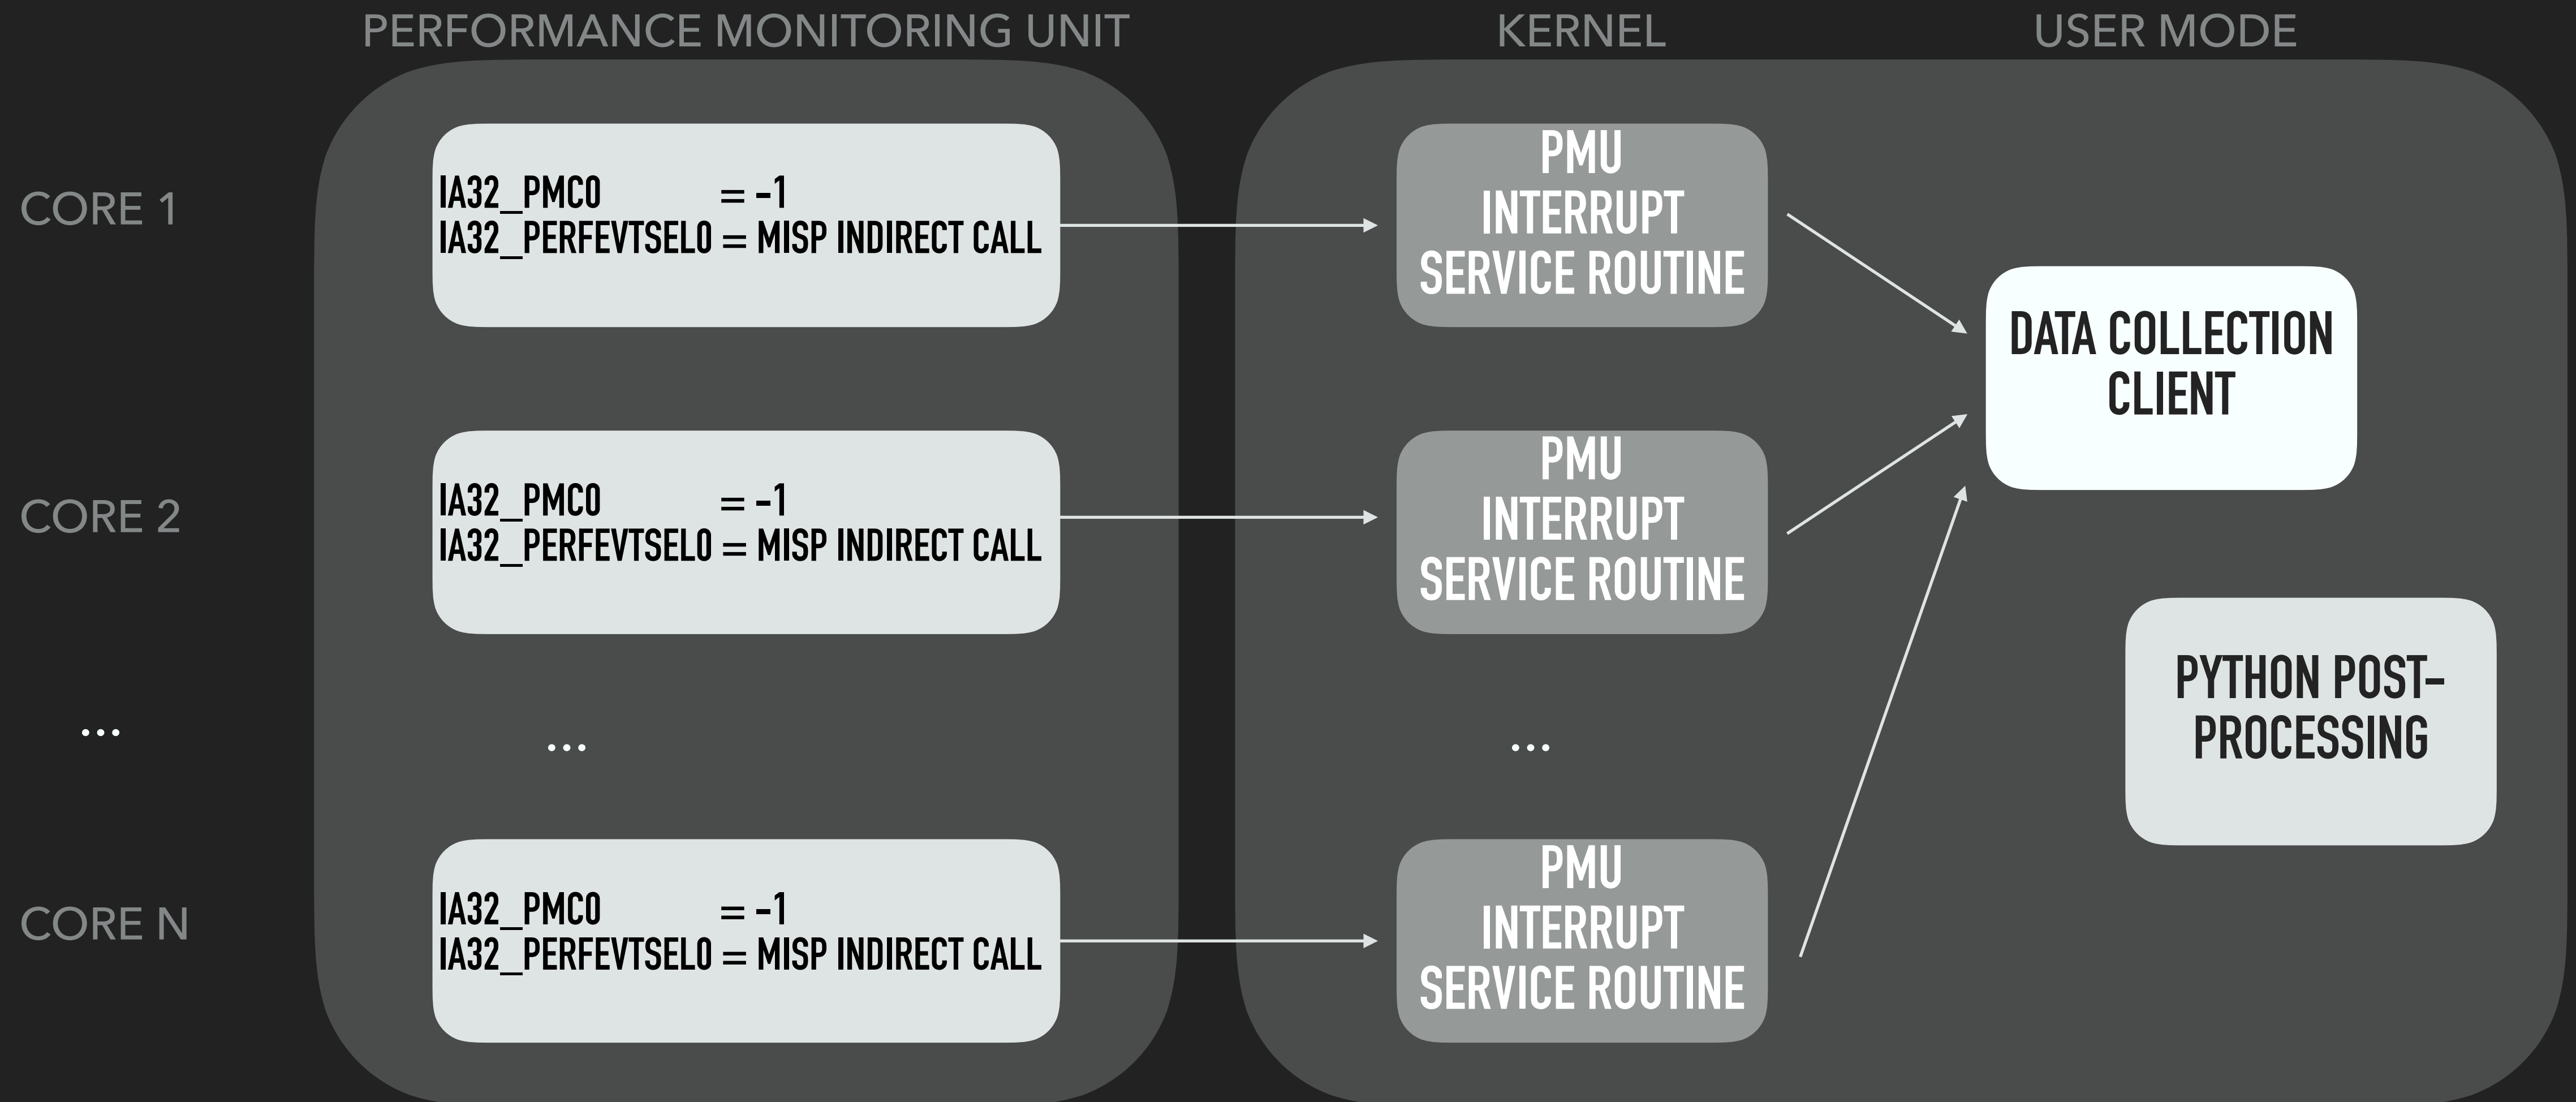 PERFORMANCE MONITORING UNIT
KERNEL
USER MODE
CORE 1
IA32_PMC0 = -1
IA32_PERFEVTSEL0 = MISP INDIRECT CALL
PMU
INTERRUPT
SERVICE ROUTINE
DATA COLLECTION
CLIENT
CORE 2
IA32_PMC0 = -1
IA32_PERFEVTSEL0 = MISP INDIRECT CALL
PMU
INTERRUPT
SERVICE ROUTINE
PYTHON POST-
PROCESSING
...
...
...
CORE N
IA32_PMC0 = -1
IA32_PERFEVTSEL0 = MISP INDIRECT CALL
PMU
INTERRUPT
SERVICE ROUTINE